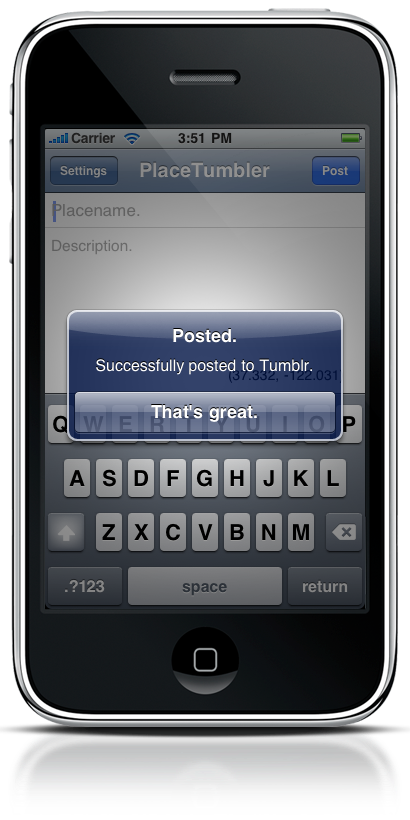 Carrier 3:51 PM
Settings PlaceTumbler Post
Placename.
Description.
Posted.
Successfully posted to Tumblr.
(37.332, -122.031
That's great.
Q W E R T Y U I O P
A S D F G H J K L
Z X C V B N M
.?123 space return